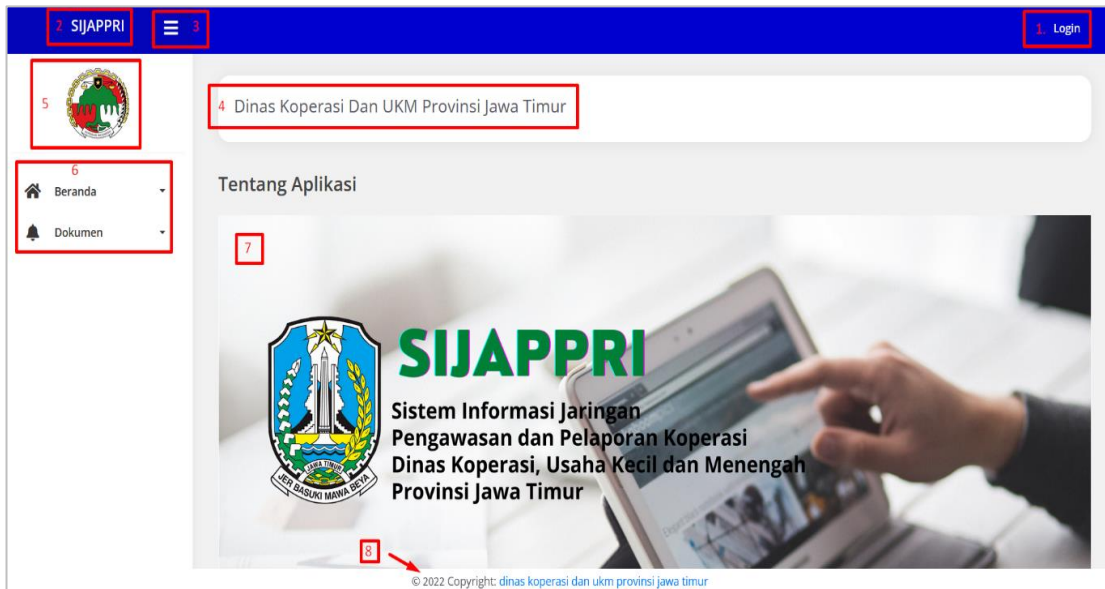 2 SIJAPPRI 3 1. Login
5
4 Dinas Koperasi Dan UKM Provinsi Jawa Timur
6
Beranda
Dokumen
Tentang Aplikasi
7
SIJAPPRI
Sistem Informasi Jaringan
Pengawasan dan Pelaporan Koperasi
Dinas Koperasi, Usaha Kecil dan Menengah
Provinsi Jawa Timur
JAWA TIMUR
JER BASUKI MAWA BEYA
8
© 2022 Copyright: dinas koperasi dan ukm provinsi jawa timur